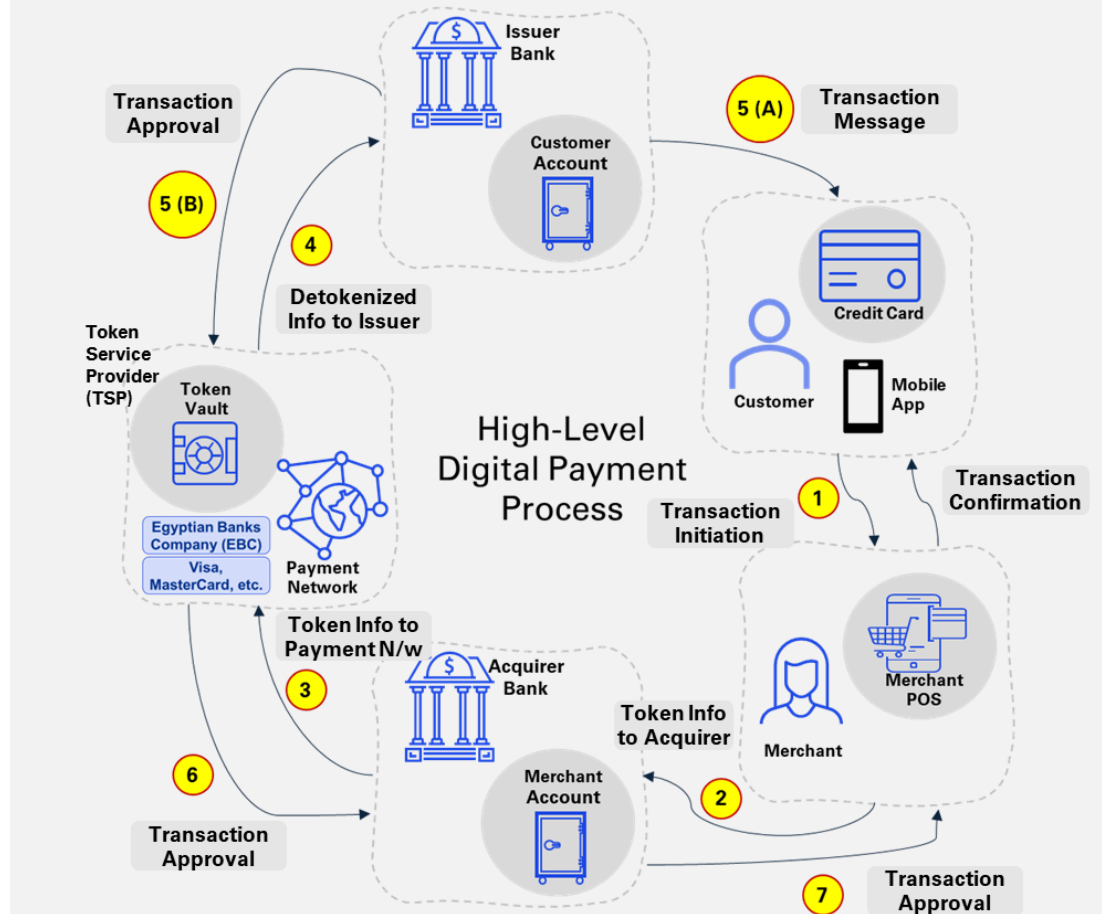 Issuer
Bank
$
Customer
Account
Transaction
Approval
5 (B)
4
Detokenized
Info to Issuer
5 (A)
Transaction
Message
Credit Card
Customer
Mobile
App
Token
Service
Provider
(TSP)
Token
Vault
Egyptian Banks
Company (EBC)
Visa,
MasterCard, etc.
Payment
Network
High-Level
Digital Payment
Process
1
Transaction
Initiation
Transaction
Confirmation
Merchant
POS
Merchant
Token Info to
Payment N/w
3
$
Acquirer
Bank
Merchant
Account
Token Info
to Acquirer
2
6
Transaction
Approval
7
Transaction
Approval